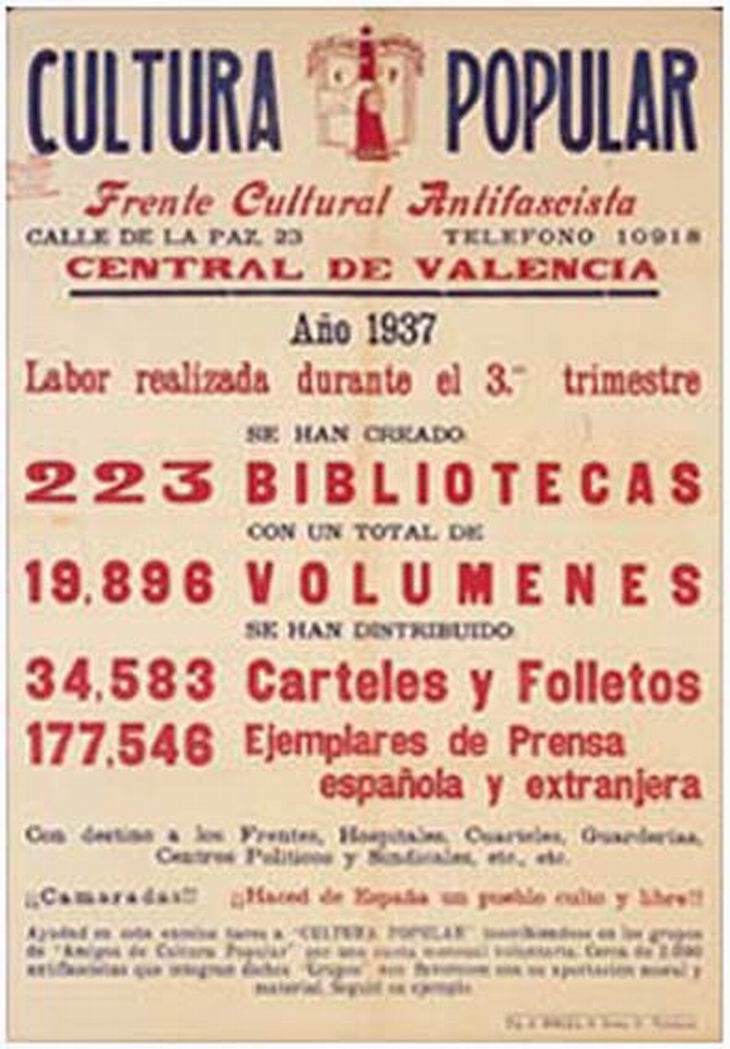 CULTURA POPULAR
C P
Frente Cultural Antifascista
CALLE DE LA PAZ, 23 TELEFONO 10918
CENTRAL DE VALENCIA
Año 1937
Labor realizada durante el 3.er trimestre
SE HAN CREADO
223 BIBLIOTECAS
CON UN TOTAL DE
19.896 VOLUMENES
SE HAN DISTRIBUIDO
34.583 Carteles y Folletos
177.546 Ejemplares de Prensa
española y extranjera
Con destino a los Frentes, Hospitales, Cuarteles, Guarderías,
Centros Políticos y Sindicales, etc., etc.
¡¡Camaradas!! ¡¡Haced de España un pueblo culto y libre!!
Ayudad en esta tarea a "CULTURA POPULAR" inscribiéndoos en los grupos
de "Amigos de Cultura Popular" por una cuota mensual voluntaria. Cerca de 2.000
antifascistas que integran dichos "Grupos" nos favorecen con su aportación moral y
material. Seguid su ejemplo.